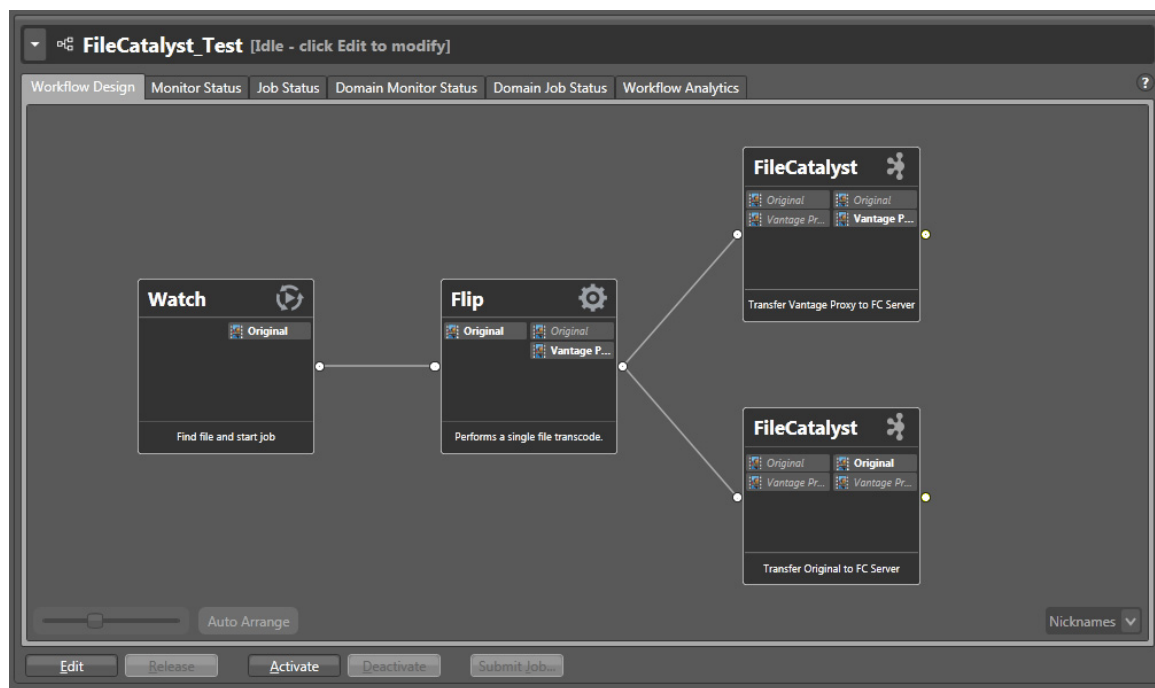 FileCatalyst_Test [Idle - click Edit to modify]
Workflow Design Monitor Status Job Status Domain Monitor Status Domain Job Status Workflow Analytics ?
FileCatalyst
Original Original
Vantage Pr... Vantage P...
Transfer Vantage Proxy to FC Server
Watch
Original
Find file and start job
Flip
Original Original
Vantage P...
Performs a single file transcode.
FileCatalyst
Original Original
Vantage Pr... Vantage Pr...
Transfer Original to FC Server
Auto Arrange
Nicknames
Edit Release Activate Deactivate Submit Job...